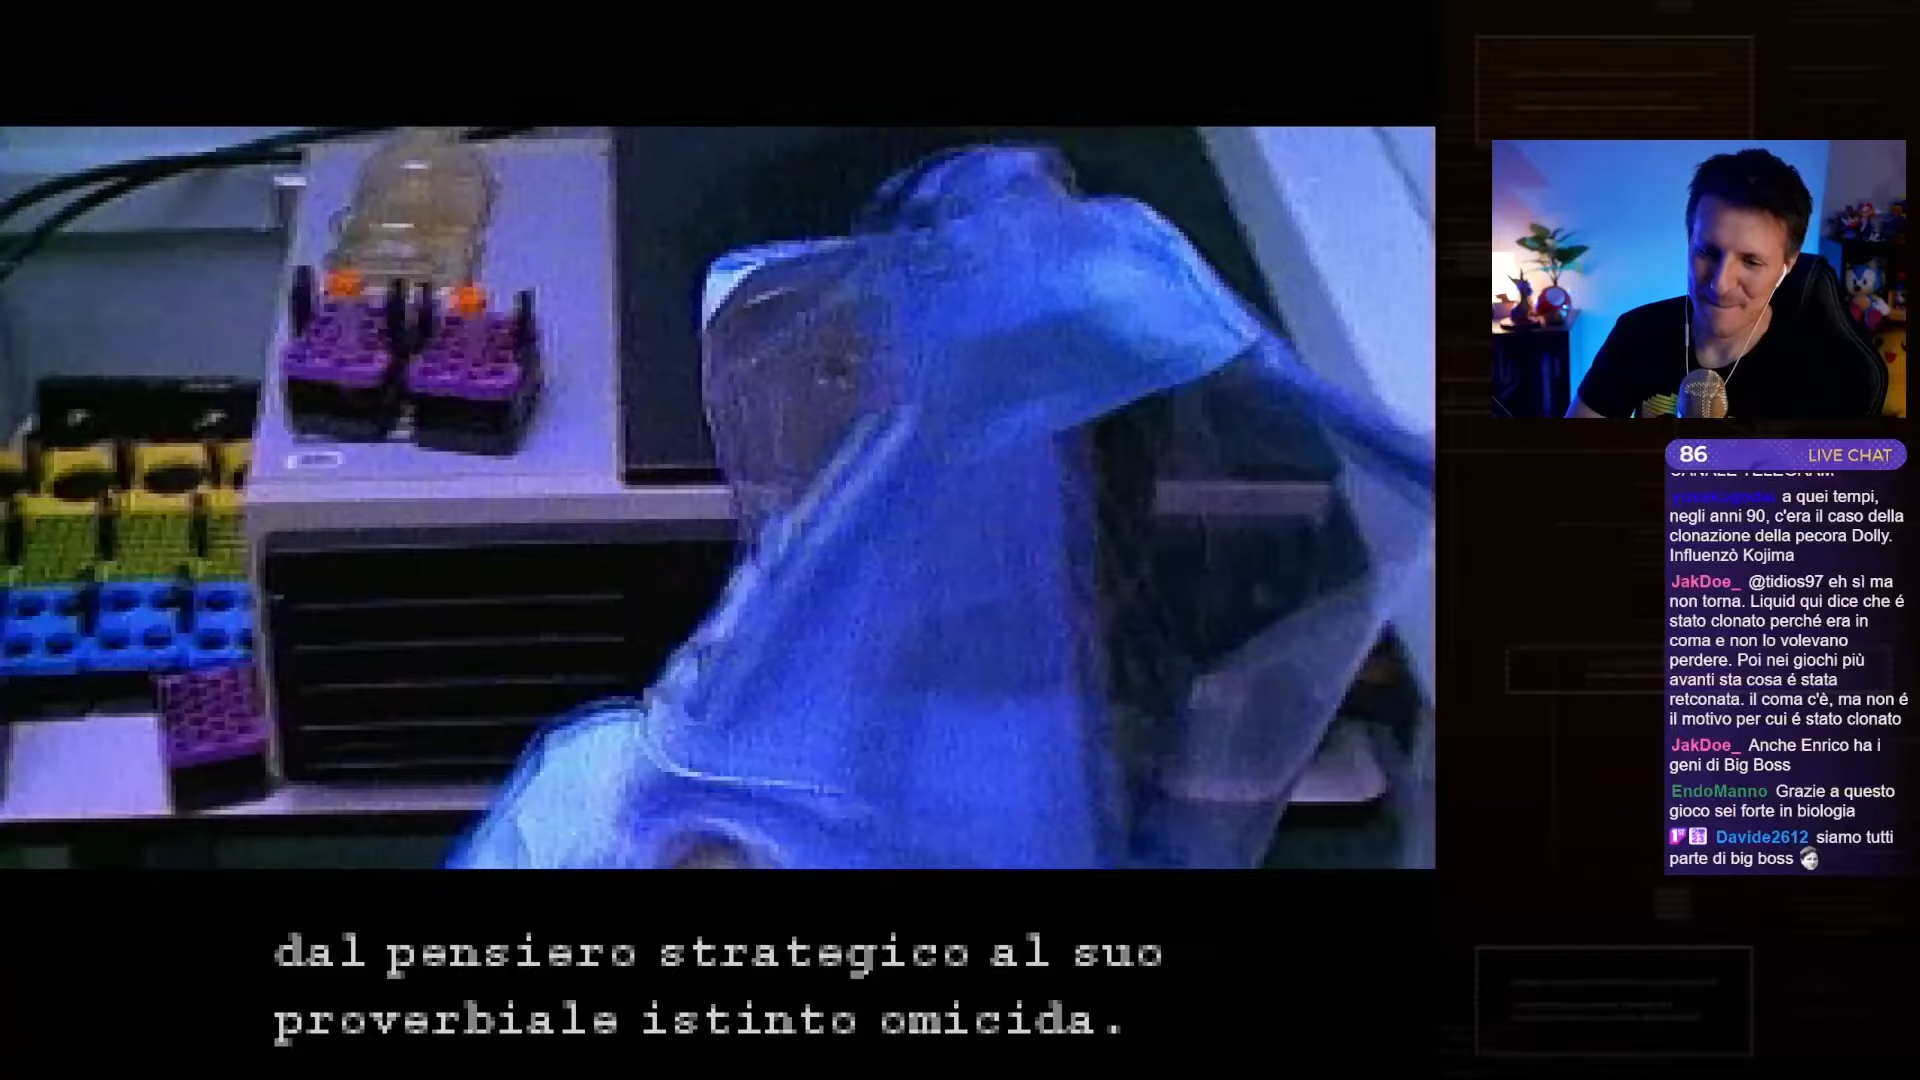 86 LIVE CHAT
CANALE TELEGRAM
a quei tempi,
negli anni 90, c'era il caso della
clonazione della pecora Dolly.
Influenzò Kojima
JakDoe_ @tidios97 eh sì ma
non torna. Liquid qui dice che é
stato clonato perché era in
coma e non lo volevano
perdere. Poi nei giochi più
avanti sta cosa é stata
retconata. il coma c'è, ma non é
il motivo per cui é stato clonato
JakDoe_ Anche Enrico ha i
geni di Big Boss
EndoManno Grazie a questo
gioco sei forte in biologia
Davide2612 siamo tutti
parte di big boss
dal pensiero strategico al suo
proverbiale istinto omicida.